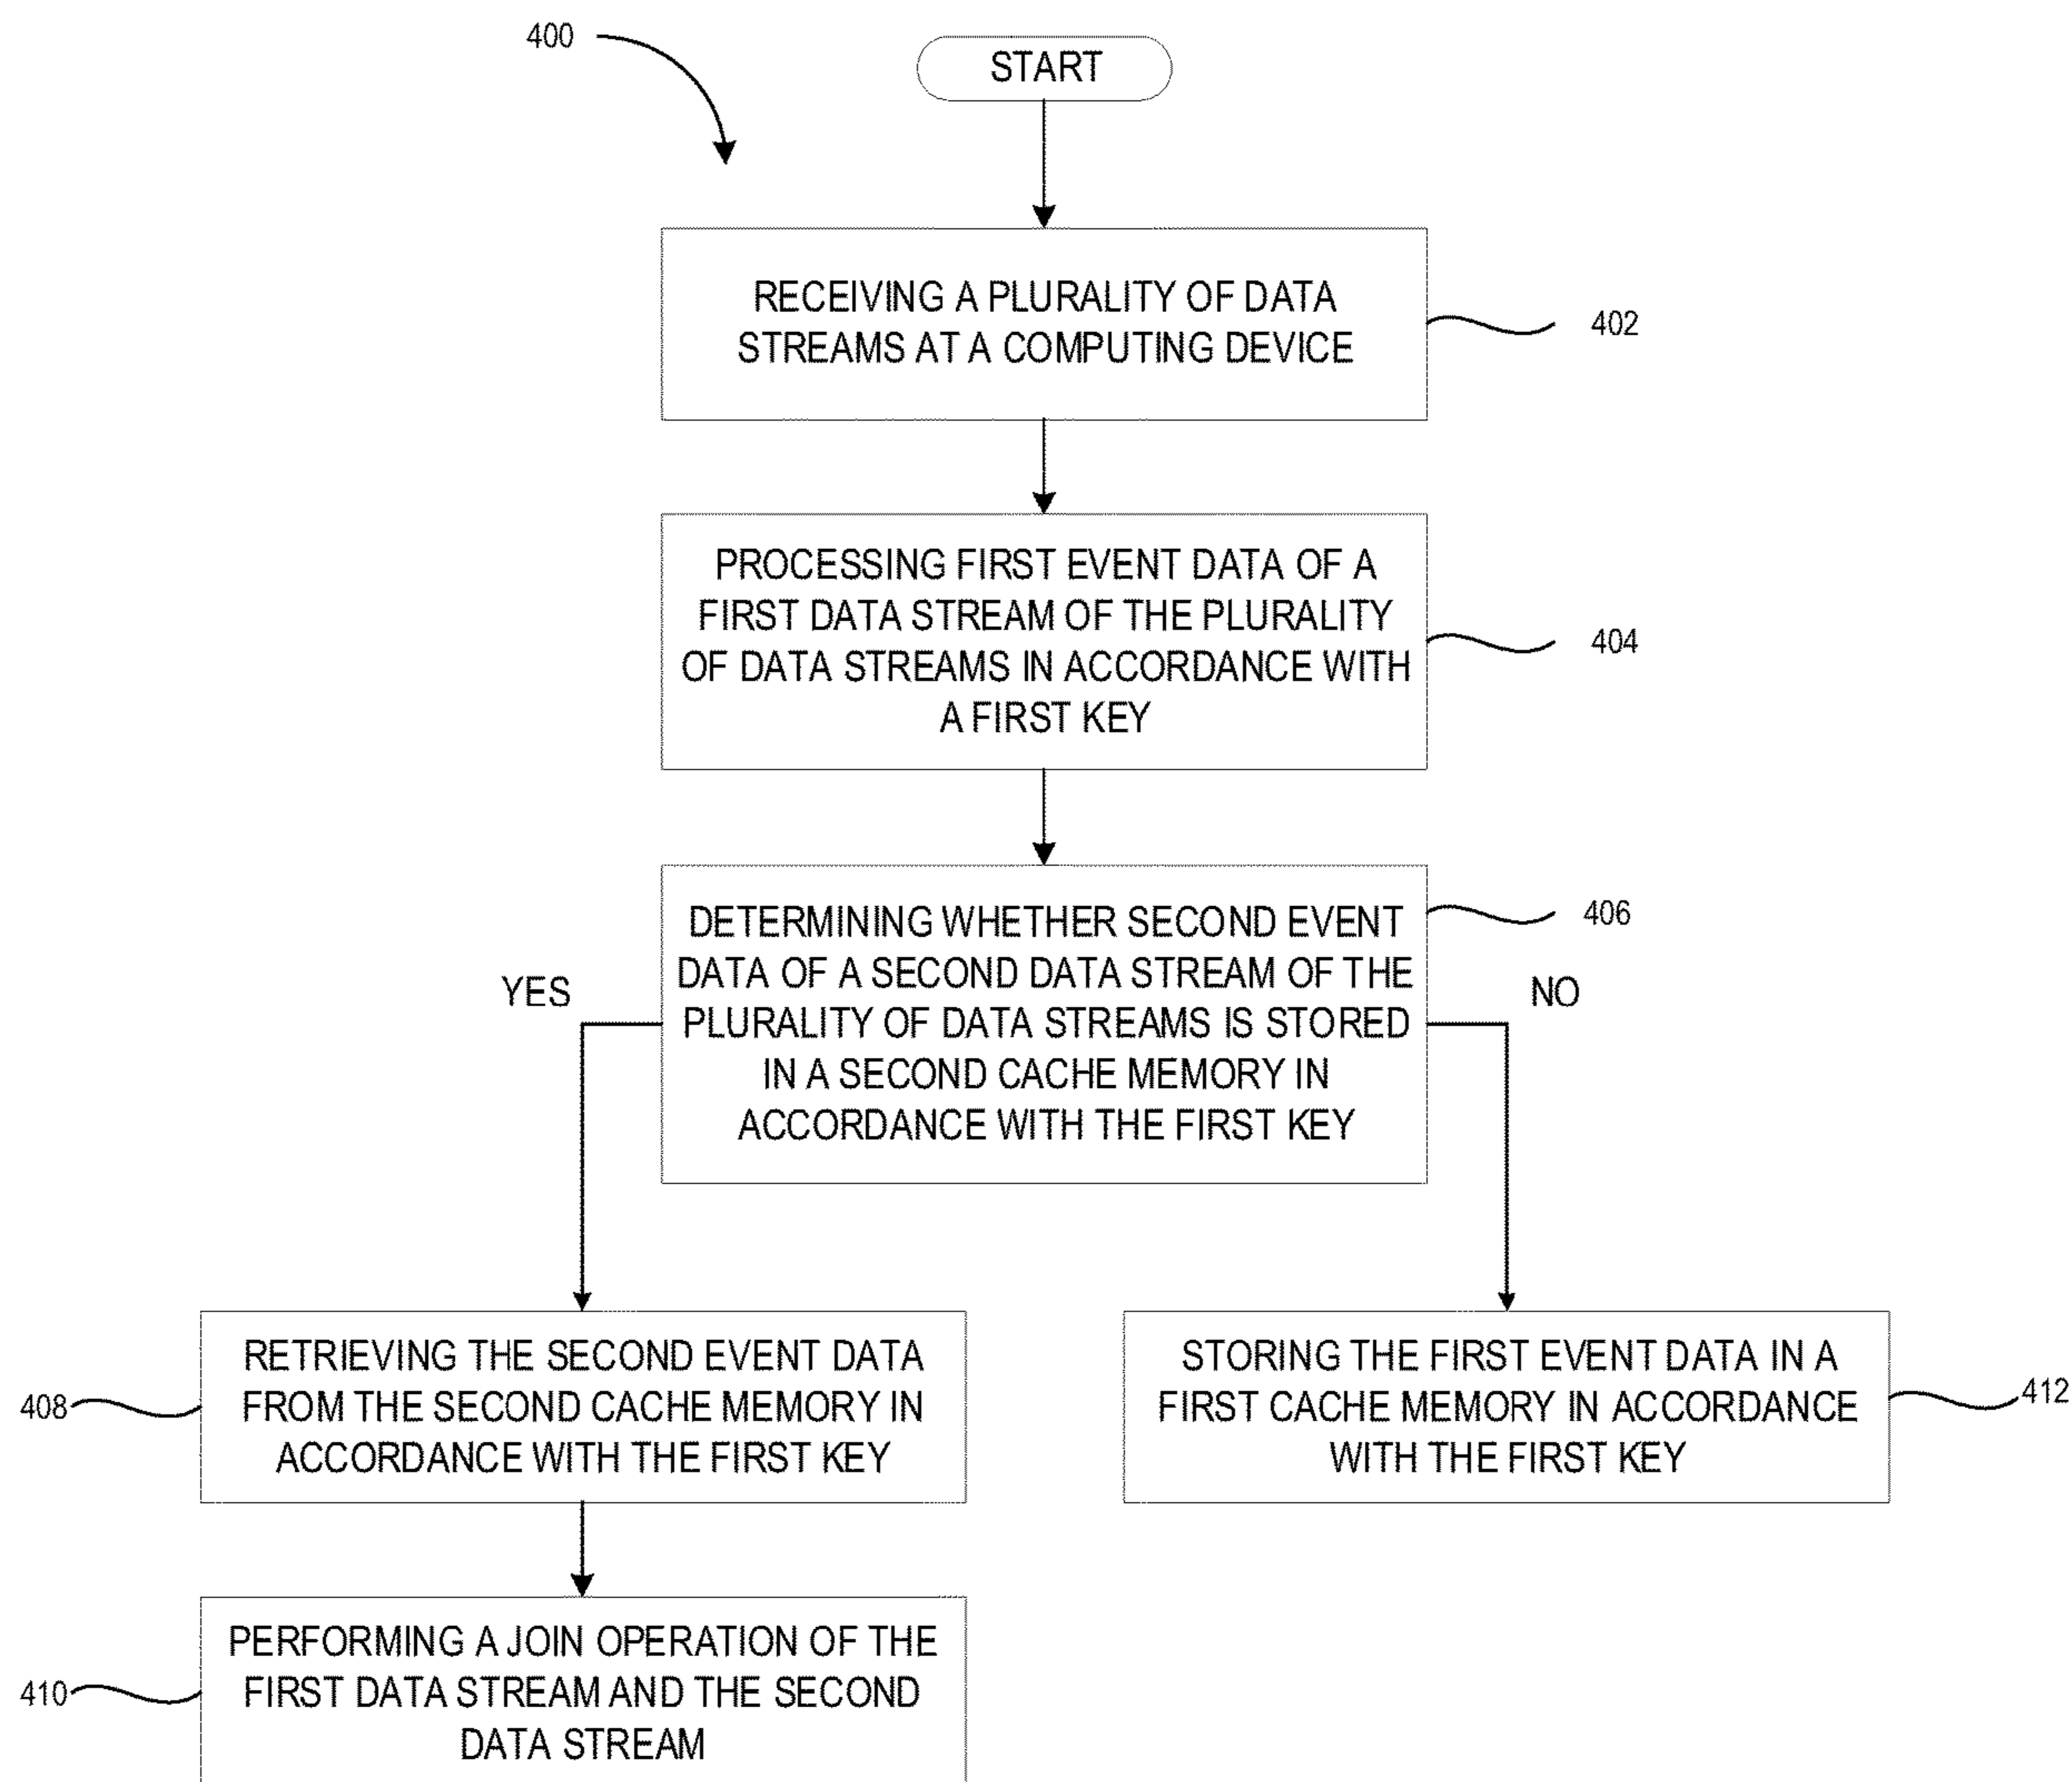 400
START
RECEIVING A PLURALITY OF DATA
STREAMS AT A COMPUTING DEVICE
402
PROCESSING FIRST EVENT DATA OF A
FIRST DATA STREAM OF THE PLURALITY
OF DATA STREAMS IN ACCORDANCE WITH
A FIRST KEY
404
DETERMINING WHETHER SECOND EVENT
DATA OF A SECOND DATA STREAM OF THE
PLURALITY OF DATA STREAMS IS STORED
IN A SECOND CACHE MEMORY IN
ACCORDANCE WITH THE FIRST KEY
406
YES
NO
RETRIEVING THE SECOND EVENT DATA
FROM THE SECOND CACHE MEMORY IN
ACCORDANCE WITH THE FIRST KEY
408
STORING THE FIRST EVENT DATA IN A
FIRST CACHE MEMORY IN ACCORDANCE
WITH THE FIRST KEY
412
PERFORMING A JOIN OPERATION OF THE
FIRST DATA STREAM AND THE SECOND
DATA STREAM
410